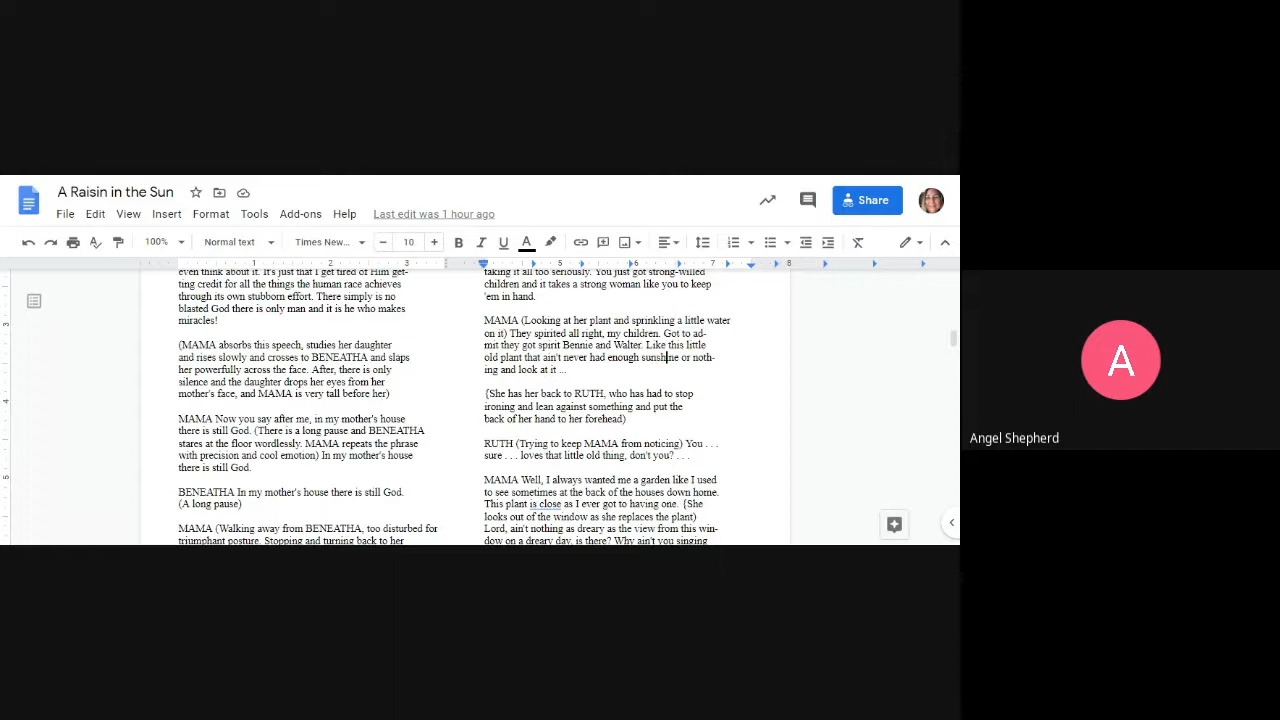 A Raisin in the Sun
File Edit View Insert Format Tools Add-ons Help Last edit was 1 hour ago
Share
100% Normal text Times New... 10
1 2 3 5 6 7 8
3
4
5
even think about it. It's just that I get tired of Him get-
ting credit for all the things the human race achieves
through its own stubborn effort. There simply is no
blasted God there is only man and it is he who makes
miracles!
(MAMA absorbs this speech, studies her daughter
and rises slowly and crosses to BENEATHA and slaps
her powerfully across the face. After, there is only
silence and the daughter drops her eyes from her
mother's face, and MAMA is very tall before her)
MAMA Now you say after me, in my mother's house
there is still God. (There is a long pause and BENEATHA
stares at the floor wordlessly. MAMA repeats the phrase
with precision and cool emotion) In my mother's house
there is still God.
BENEATHA In my mother's house there is still God.
(A long pause)
MAMA (Walking away from BENEATHA, too disturbed for
triumphant posture. Stopping and turning back to her
taking it all too seriously. You just got strong-willed
children and it takes a strong woman like you to keep
'em in hand.
MAMA (Looking at her plant and sprinkling a little water
on it) They spirited all right, my children. Got to ad-
mit they got spirit Bennie and Walter. Like this little
old plant that ain't never had enough sunshine or noth-
ing and look at it ...
{She has her back to RUTH, who has had to stop
ironing and lean against something and put the
back of her hand to her forehead)
RUTH (Trying to keep MAMA from noticing) You . . .
sure . . . loves that little old thing, don't you? . . .
MAMA Well, I always wanted me a garden like I used
to see sometimes at the back of the houses down home.
This plant is close as I ever got to having one. {She
looks out of the window as she replaces the plant)
Lord, ain't nothing as dreary as the view from this win-
dow on a dreary day, is there? Why ain't you singing
A
Angel Shepherd